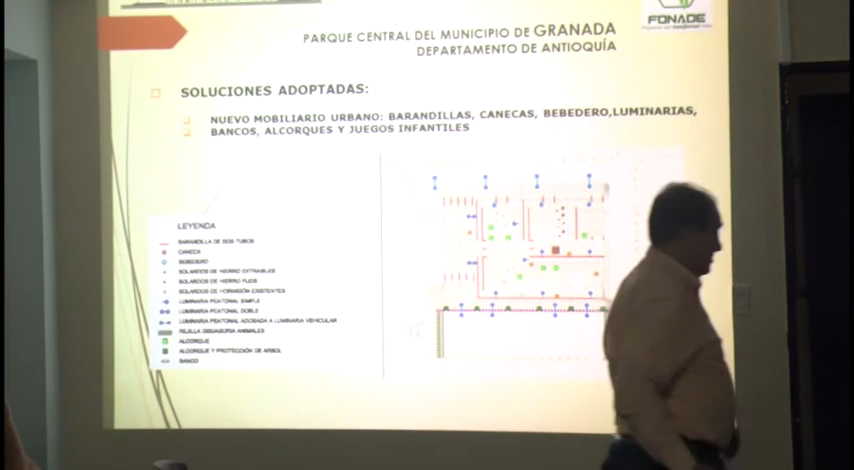 FONADE
PARQUE CENTRAL DEL MUNICIPIO DE GRANADA
DEPARTAMENTO DE ANTIOQUÍA
SOLUCIONES ADOPTADAS:
NUEVO MOBILIARIO URBANO: BARANDILLAS, CANECAS, BEBEDERO,LUMINARIAS,
BANCOS, ALCORQUES Y JUEGOS INFANTILES
LEYENDA
BARANDILLA DE DOS TUBOS
CANECA
BEBEDERO
BOLARDOS DE HIERRO EXTRAIBLES
BOLARDOS DE HIERRO FIJOS
BOLARDOS DE HORMIGÓN EXISTENTES
LUMINARIA PEATONAL SIMPLE
LUMINARIA PEATONAL DOBLE
LUMINARIA PEATONAL ADOSADA A LUMINARIA VEHICULAR
REJILLA DISUASORIA ANIMALES
ALCORQUE
ALCORQUE Y PROTECCIÓN DE ARBOL
BANCO